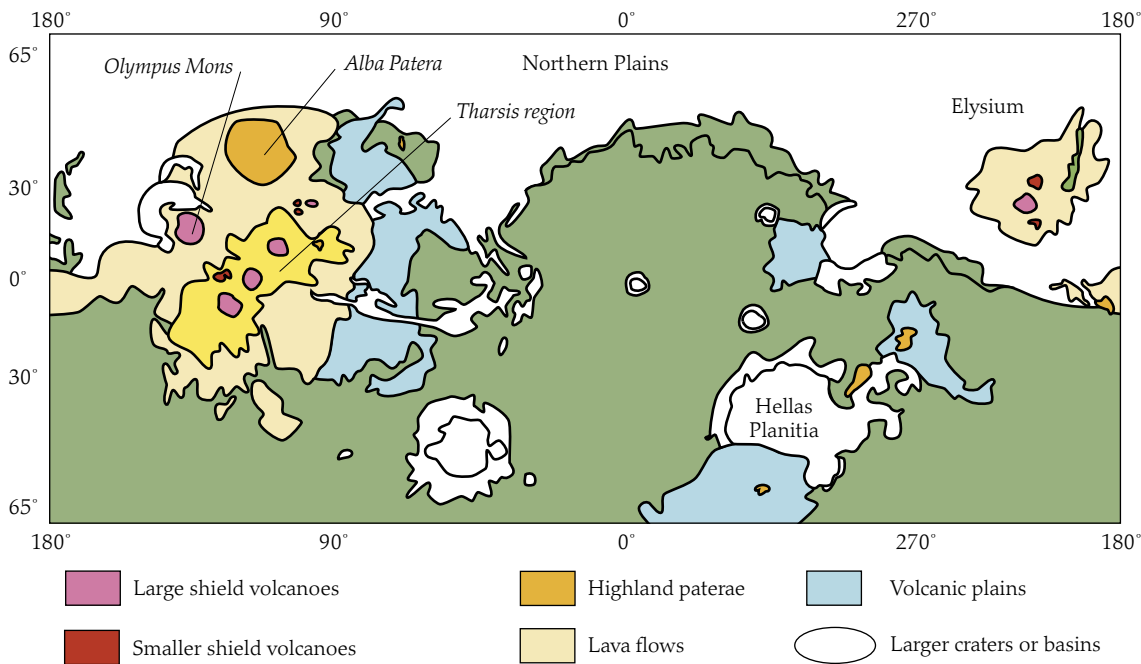 180° 90° 0° 270° 180°
65°
Olympus Mons
Alba Patera
Northern Plains
Tharsis region
Elysium
30°
0°
30°
Hellas
Planitia
65°
180° 90° 0° 270° 180°
Large shield volcanoes
Highland paterae
Volcanic plains
Smaller shield volcanoes
Lava flows
Larger craters or basins